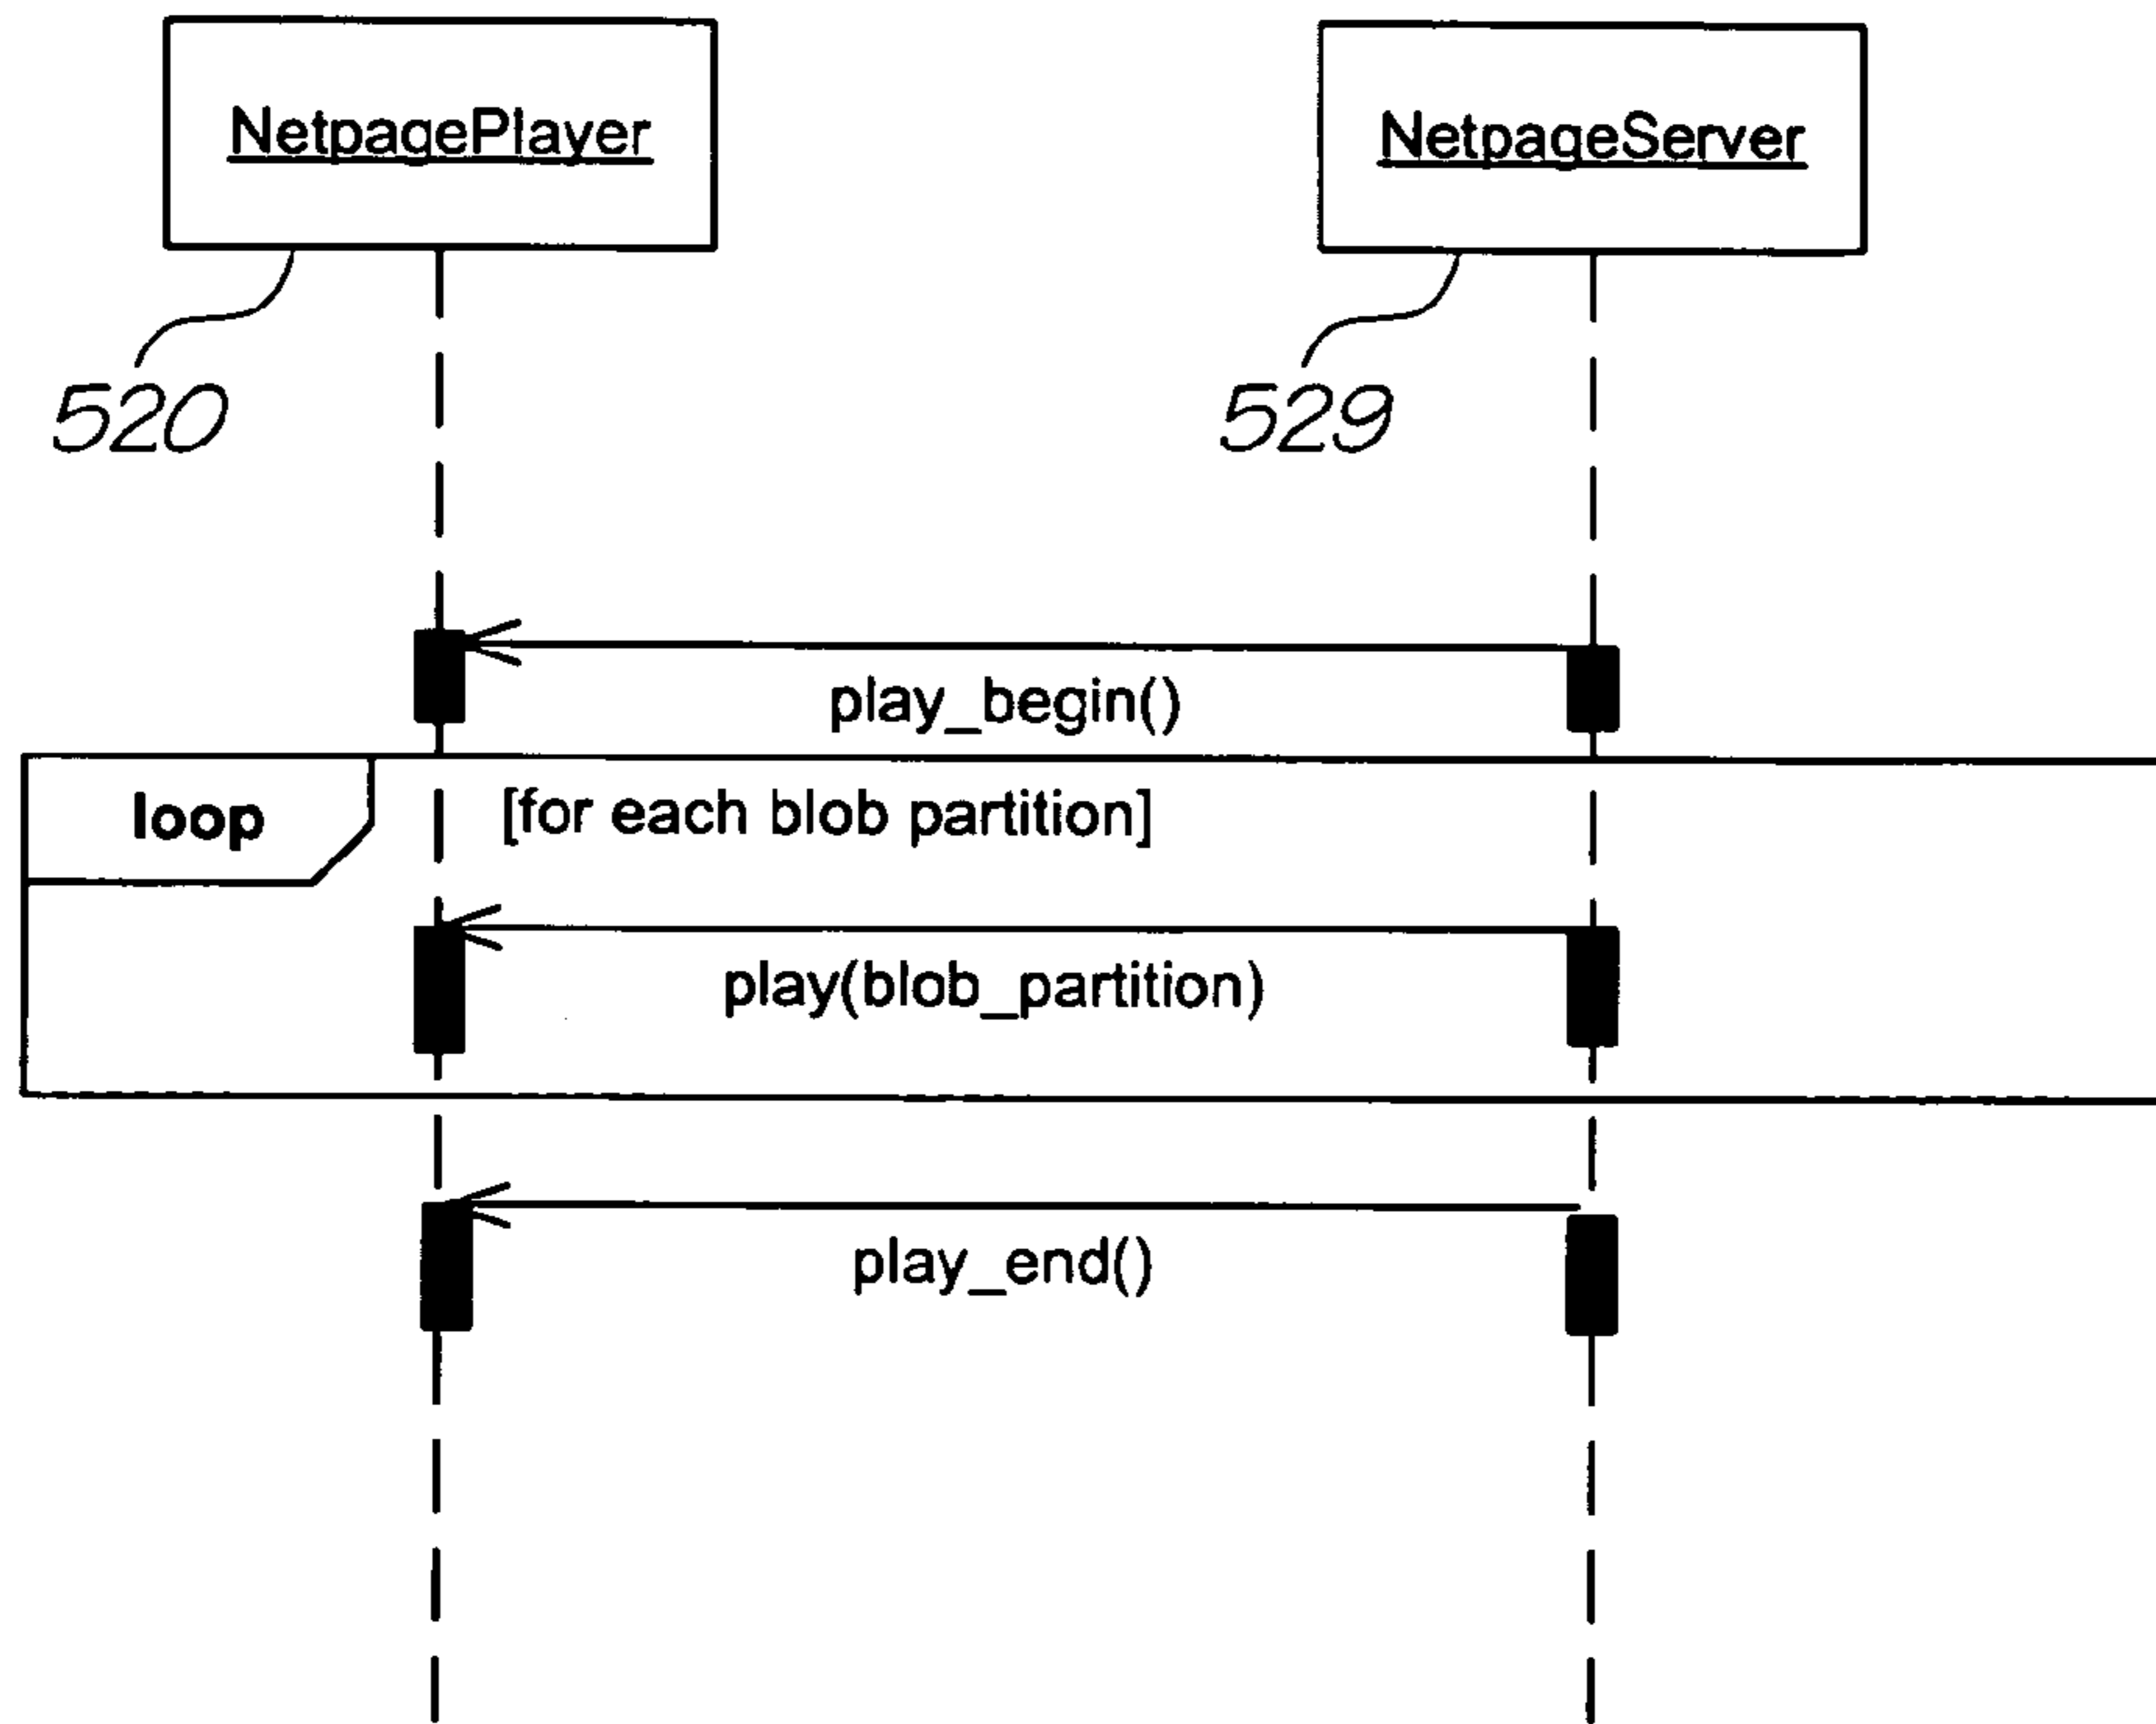 NetpagePlayer
NetpageServer
520
529
play_begin()
loop
[for each blob partition]
play(blob_partition)
play_end()